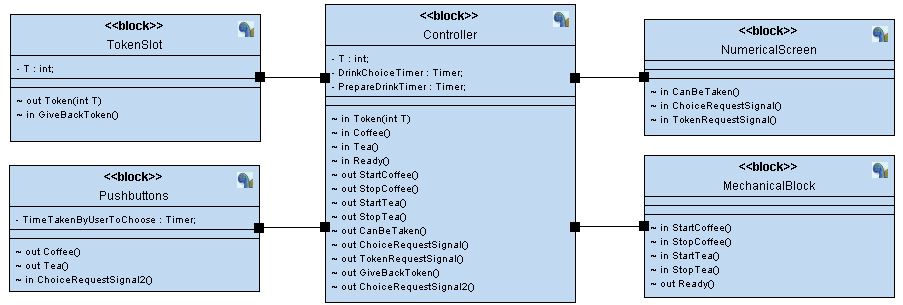 <<block>>
TokenSlot
- T : int;
~ out Token(int T)
~ in GiveBackToken()
<<block>>
Pushbuttons
- TimeTakenByUserToChoose : Timer;
~ out Coffee()
~ out Tea()
~ in ChoiceRequestSignal2()
<<block>>
Controller
- T : int;
- DrinkChoiceTimer : Timer;
- PrepareDrinkTimer : Timer;
~ in Token(int T)
~ in Coffee()
~ in Tea()
~ in Ready()
~ out StartCoffee()
~ out StopCoffee()
~ out StartTea()
~ out StopTea()
~ out CanBeTaken()
~ out ChoiceRequestSignal()
~ out TokenRequestSignal()
~ out GiveBackToken()
~ out ChoiceRequestSignal2()
<<block>>
NumericalScreen
~ in CanBeTaken()
~ in ChoiceRequestSignal()
~ in TokenRequestSignal()
<<block>>
MechanicalBlock
~ in StartCoffee()
~ in StopCoffee()
~ in StartTea()
~ in StopTea()
~ out Ready()